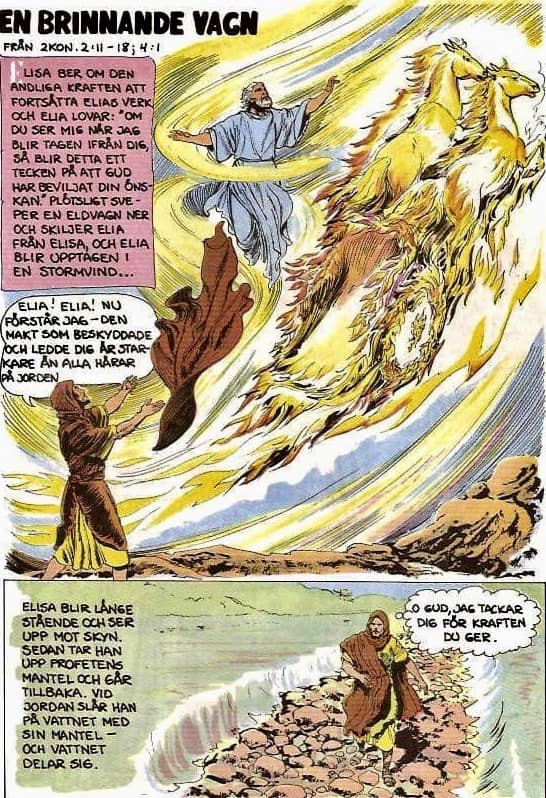 EN BRINNANDE VAGN
FRÅN 2KON. 2:11-18; 4:1
ELISA BER OM DEN
ANDLIGA KRAFTEN ATT
FORTSÄTTA ELIAS VERK
OCH ELIA LOVAR: "OM
DU SER MIG NÄR JAG
BLIR TAGEN IFRÅN DIG,
SÅ BLIR DETTA ETT
TECKEN PÅ ATT GUD
HAR BEVILJAT DIN ÖNS-
KAN." PLÖTSLIGT SVE-
PER EN ELDVAGN NER
OCH SKILJER ELIA
FRÅN ELISA, OCH ELIA
BLIR UPPTAGEN I
EN STORMVIND...
ELIA! ELIA! NU
FÖRSTÅR JAG - DEN
MAKT SOM BESKYDDADE
OCH LEDDE DIG ÄR STAR-
KARE ÄN ALLA HÄRAR
PÅ JORDEN
ELISA BLIR LÄNGE
STÅENDE OCH SER
UPP MOT SKYN.
SEDAN TAR HAN
UPP PROFETENS
MANTEL OCH GÅR
TILLBAKA. VID
JORDAN SLÅR HAN
PÅ VATTNET MED
SIN MANTEL -
OCH VATTNET
DELAR SIG.
O GUD, JAG TACKAR
DIG FÖR KRAFTEN
DU GER.